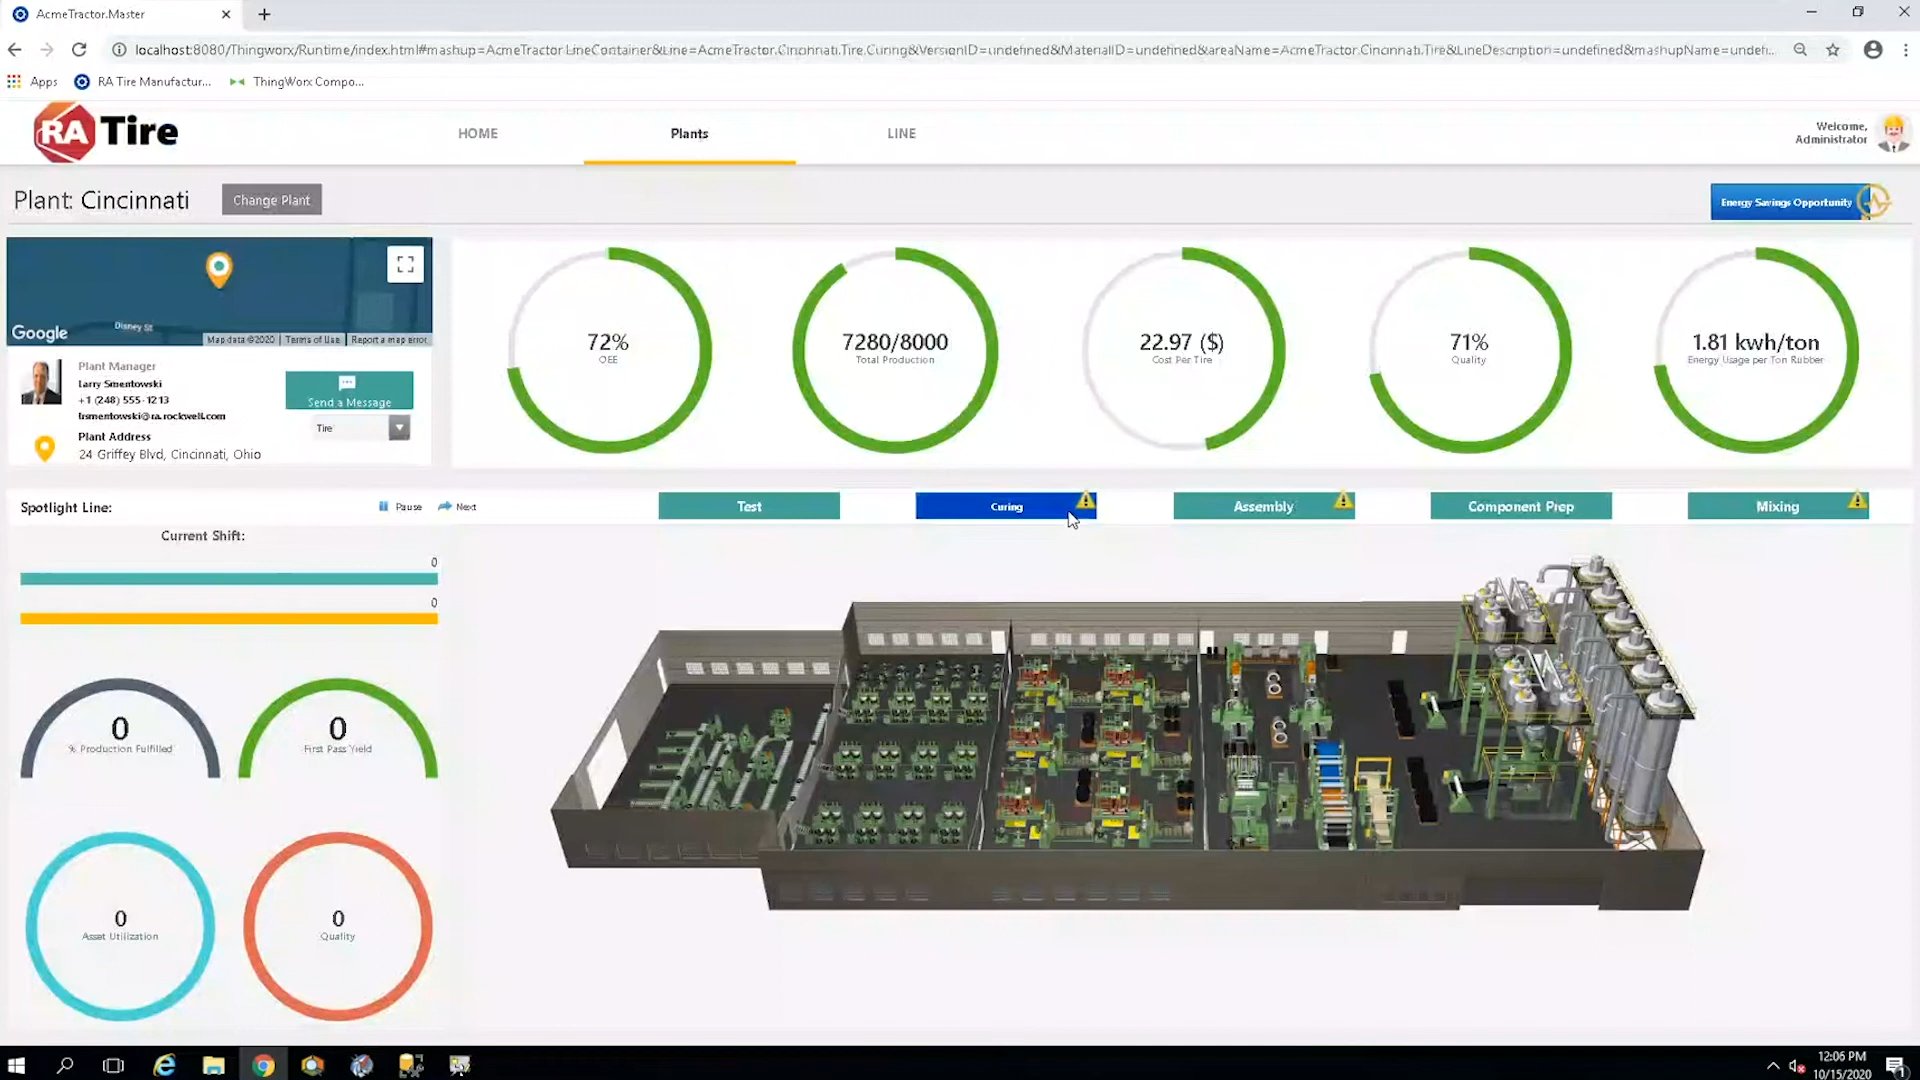 AcmeTractor.Master
localhost:8080/Thingworx/Runtime/index.html#mashup=AcmeTractor.LineContainer&Line=AcmeTractor.Cincinnati.Tire.Curing&VersionID=undefined&MaterialID=undefined&areaName=AcmeTractor.Cincinnati.Tire&LineDescription=undefined&mashupName=undef...
Apps RA Tire Manufactur... ThingWorx Compo...
RA Tire
HOME
Plants
LINE
Welcome,
Administrator
Plant: Cincinnati
Change Plant
Energy Savings Opportunity
Disney St
Google
Map data ©2020 Terms of Use Report a map error
Plant Manager
Larry Smentowski
+1 (248) 555-1213
lrsmentowski@ra.rockwell.com
Plant Address
24 Griffey Blvd, Cincinnati, Ohio
Send a Message
Tire
72%
OEE
7280/8000
Total Production
22.97 ($)
Cost Per Tire
71%
Quality
1.81 kwh/ton
Energy Usage per Ton Rubber
Spotlight Line:
Pause
Next
Test
Curing
Assembly
Component Prep
Mixing
Current Shift:
0
0
0
% Production Fulfilled
0
First Pass Yield
0
Asset Utilization
0
Quality
12:06 PM
10/15/2020
1